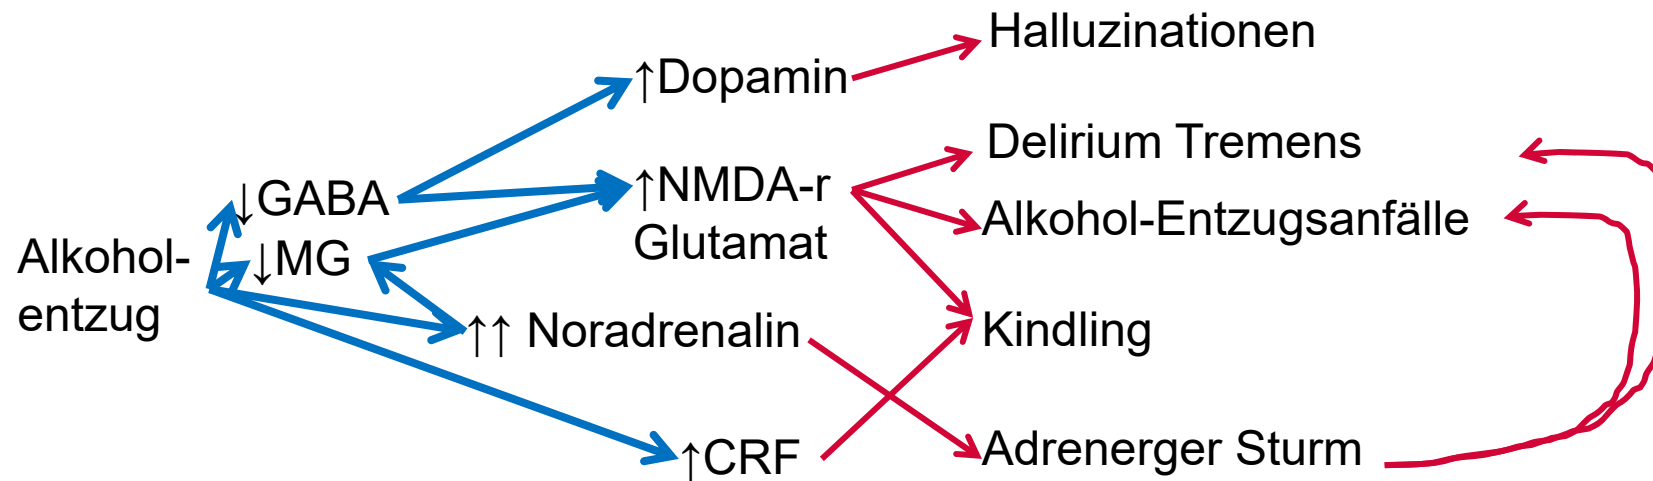 Halluzinationen
↑Dopamin
Delirium Tremens
↓GABA
↑NMDA-r
Glutamat
Alkohol-Entzugsanfälle
Alkohol-
entzug
↓MG
↑↑ Noradrenalin
Kindling
↑CRF
Adrenerger Sturm